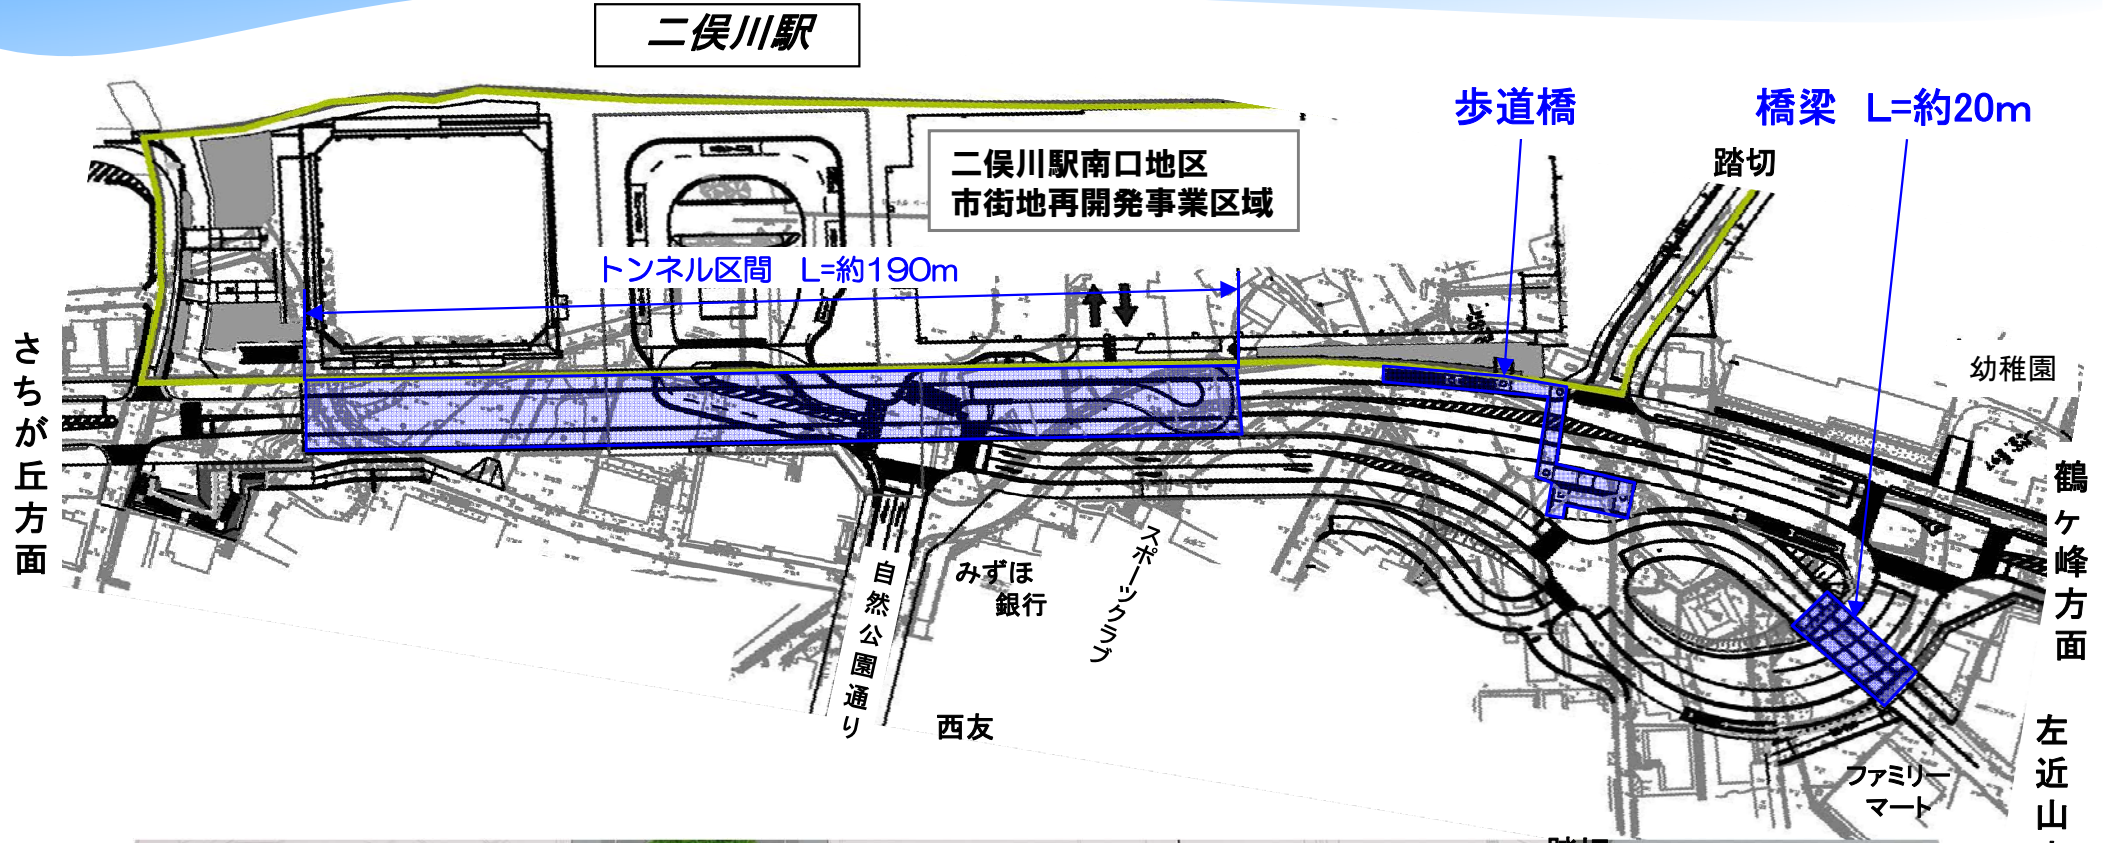 二俣川駅
歩道橋
橋梁 L=約20m
踏切
二俣川駅南口地区
市街地再開発事業区域
トンネル区間 L=約190m
さちが丘方面
幼稚園
鶴ヶ峰方面
スポーツクラブ
みずほ
銀行
自然公園通り
西友
ファミリー
マート
左近山